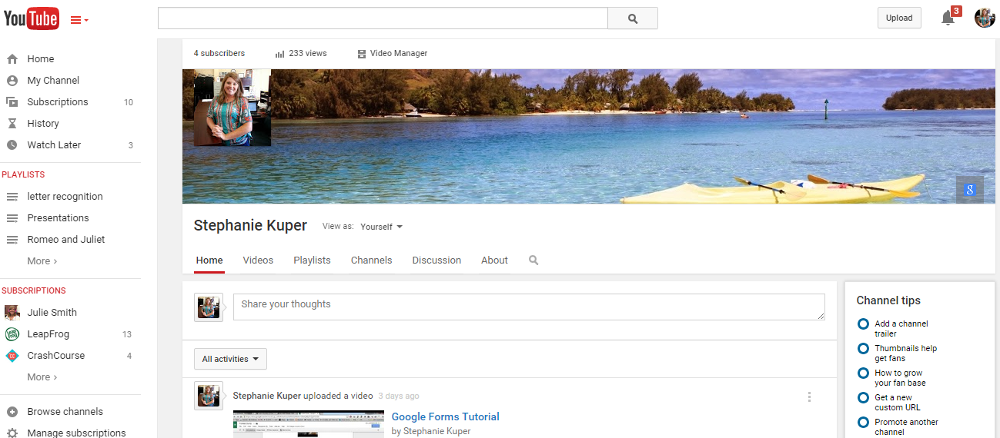 YouTube
Upload
3
Home
My Channel
Subscriptions 10
History
Watch Later 3
PLAYLISTS
letter recognition
Presentations
Romeo and Juliet
More ›
SUBSCRIPTIONS
Julie Smith
LeapFrog 13
CrashCourse 4
More ›
Browse channels
Manage subscriptions
4 subscribers 233 views Video Manager
g
Stephanie Kuper View as: Yourself
Home Videos Playlists Channels Discussion About
Share your thoughts
All activities
Stephanie Kuper uploaded a video 3 days ago
Google Forms Tutorial
by Stephanie Kuper
Channel tips
Add a channel
trailer
Thumbnails help
get fans
How to grow
your fan base
Get a new
custom URL
Promote another
channel